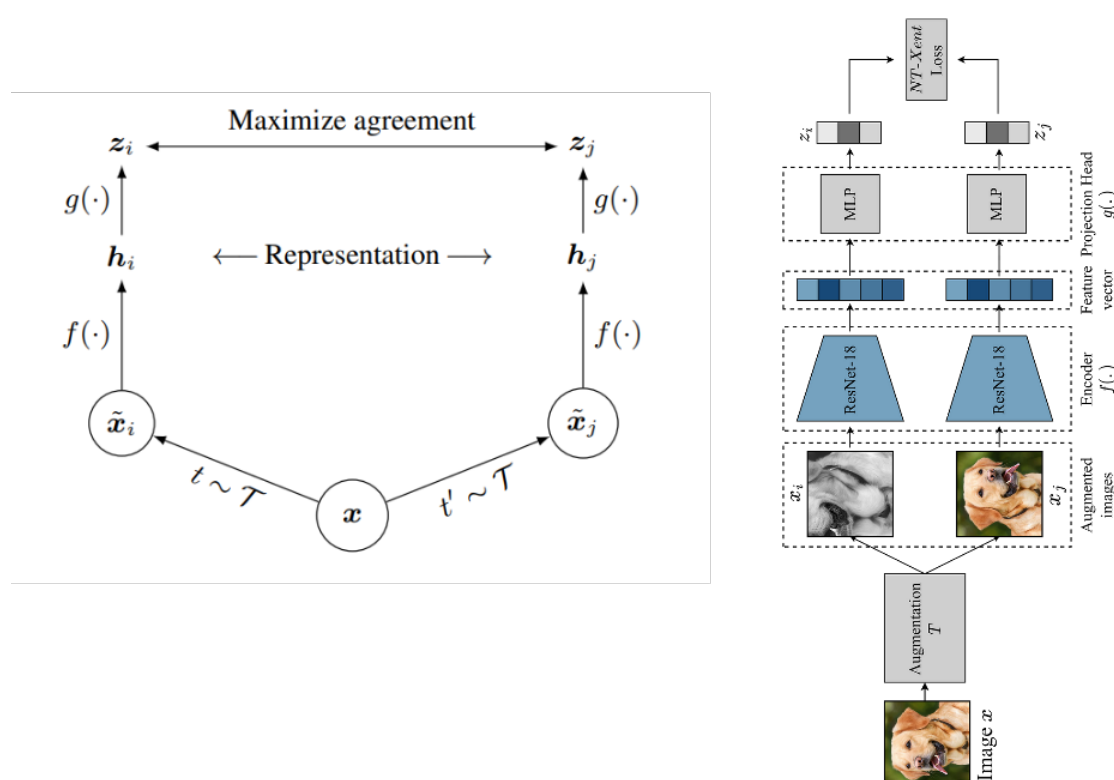 Maximize agreement
z_i
z_j
g(·)
g(·)
h_i
← Representation →
h_j
f(·)
f(·)
x̃_i
x̃_j
t ∼ 𝒯
t′ ∼ 𝒯
x
NT-Xent
Loss
z_i
z_j
MLP
MLP
Projection Head
g(.)
Feature
vector
ResNet-18
ResNet-18
Encoder
f(.)
x_i
x_j
Augmented
images
Augmentation
T
Image x